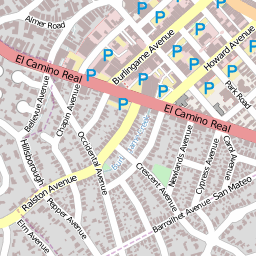 Almer Road
P
P
P
P
Burlingame Avenue
P
P
P
Howard Avenue
El Camino Real
P
P
P
Park Road
Bellevue Avenue
Chapin Avenue
P
El Camino Real
Hillsborough
Occidental Avenue
Ralston Avenue
Pepper Avenue
Elm Avenue
Crescent Avenue
Newlands Avenue
Cypress Avenue
San Mateo
Barroilhet Avenue